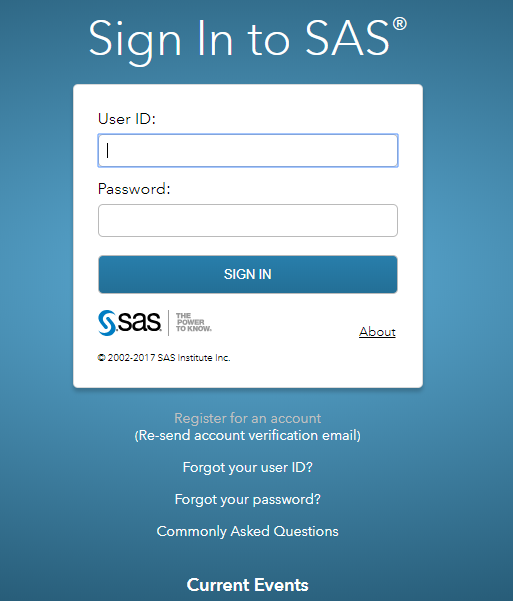 Sign In to SAS®
User ID:
Password:
SIGN IN
sas. THE POWER TO KNOW.
About
© 2002-2017 SAS Institute Inc.
Register for an account
(Re-send account verification email)
Forgot your user ID?
Forgot your password?
Commonly Asked Questions
Current Events